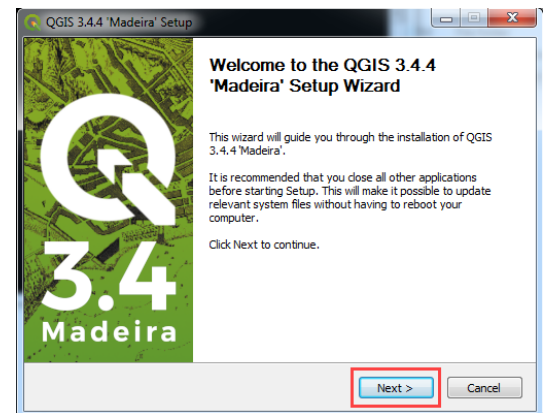 QGIS 3.4.4 'Madeira' Setup
Welcome to the QGIS 3.4.4
'Madeira' Setup Wizard
This wizard will guide you through the installation of QGIS
3.4.4 'Madeira'.
It is recommended that you close all other applications
before starting Setup. This will make it possible to update
relevant system files without having to reboot your
computer.
Click Next to continue.
3.4
Madeira
Next >
Cancel